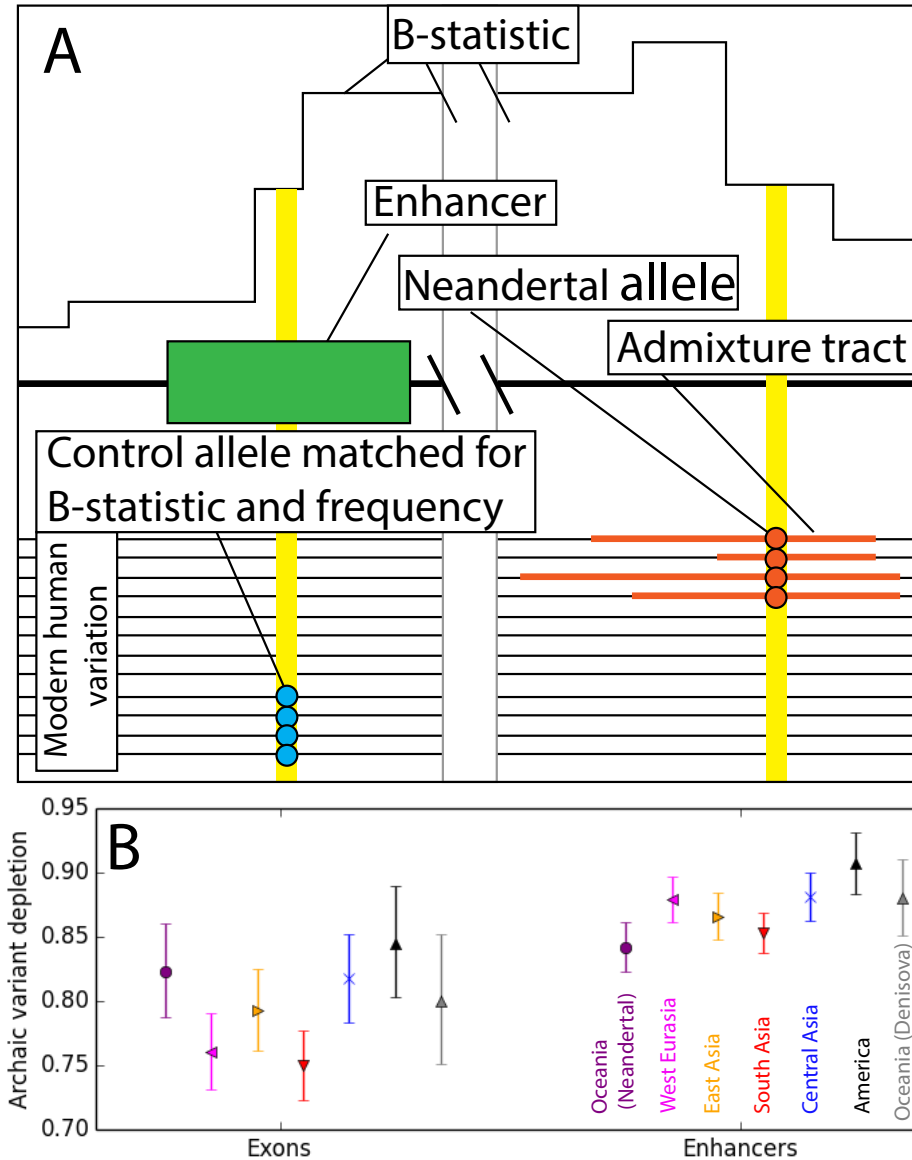 A
B-statistic
Enhancer
Neandertal allele
Admixture tract
Control allele matched for
B-statistic and frequency
Modern human
variation
B
Archaic variant depletion
0.95
0.90
0.85
0.80
0.75
0.70
Oceania
(Neandertal)
West Eurasia
East Asia
South Asia
Central Asia
America
Oceania (Denisova)
Exons
Enhancers